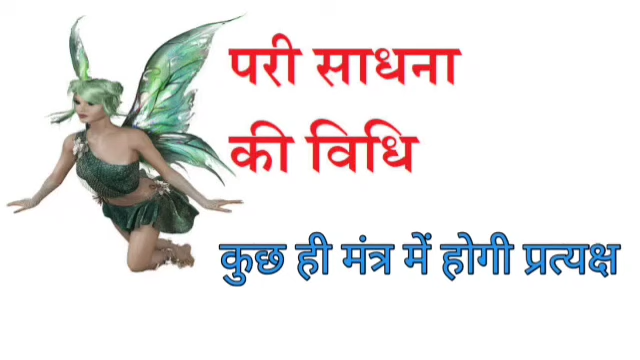 परी साधना
की विधि
कुछ ही मंत्र में होगी प्रत्यक्ष